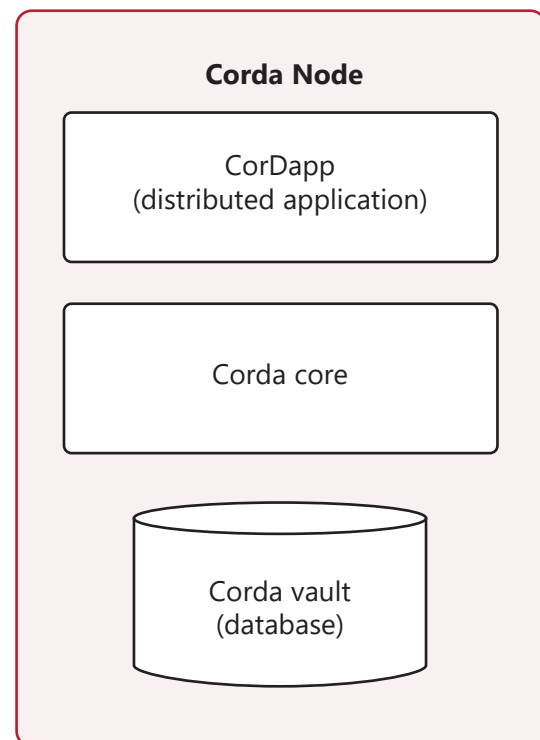 Corda Node
CorDapp
(distributed application)
Corda core
Corda vault
(database)